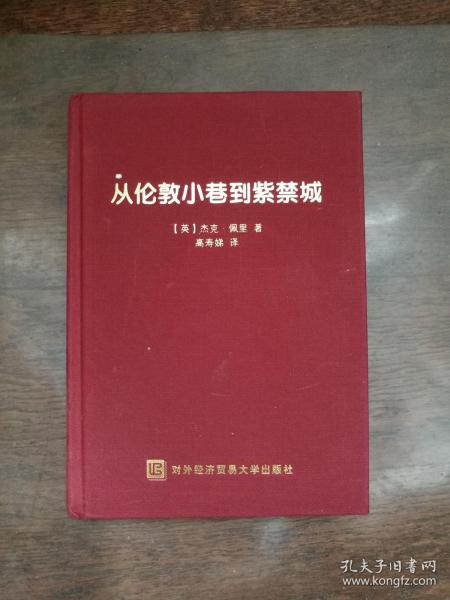 从伦敦小巷到紫禁城
【英】杰克·佩里 著
高寿娣 译
对外经济贸易大学出版社
孔夫子旧书网
www.kongfz.com